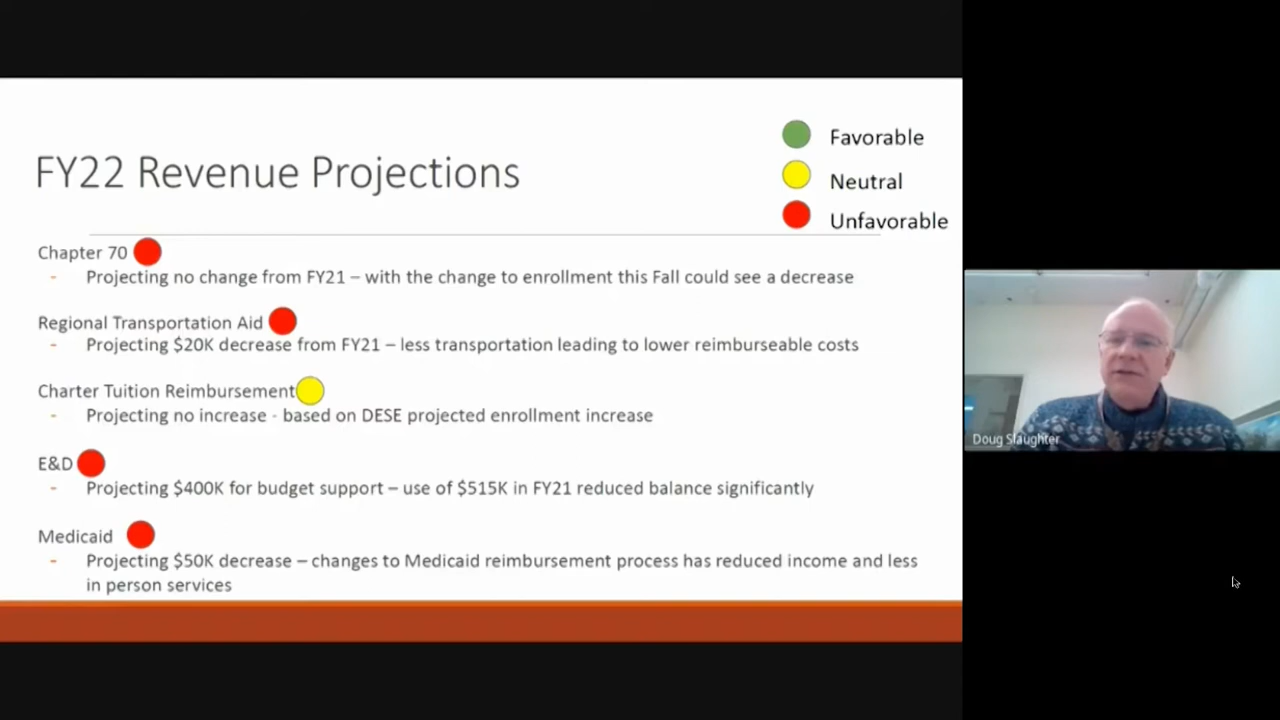 FY22 Revenue Projections
Favorable
Neutral
Unfavorable
Chapter 70
- Projecting no change from FY21 – with the change to enrollment this Fall could see a decrease
Regional Transportation Aid
- Projecting $20K decrease from FY21 – less transportation leading to lower reimburseable costs
Charter Tuition Reimbursement
- Projecting no increase - based on DESE projected enrollment increase
E&D
- Projecting $400K for budget support – use of $515K in FY21 reduced balance significantly
Medicaid
- Projecting $50K decrease – changes to Medicaid reimbursement process has reduced income and less
in person services
Doug Slaughter